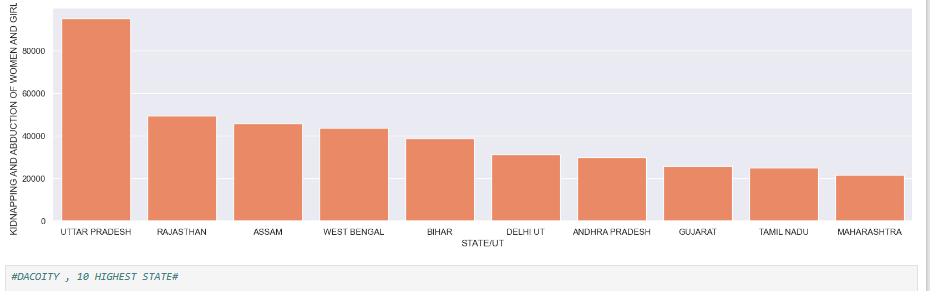 KIDNAPPING AND ABDUCTION OF WOMEN AND GIRL
80000
60000
40000
20000
0
UTTAR PRADESH RAJASTHAN ASSAM WEST BENGAL BIHAR DELHI UT ANDHRA PRADESH GUJARAT TAMIL NADU MAHARASHTRA
STATE/UT
#DACOITY , 10 HIGHEST STATE#